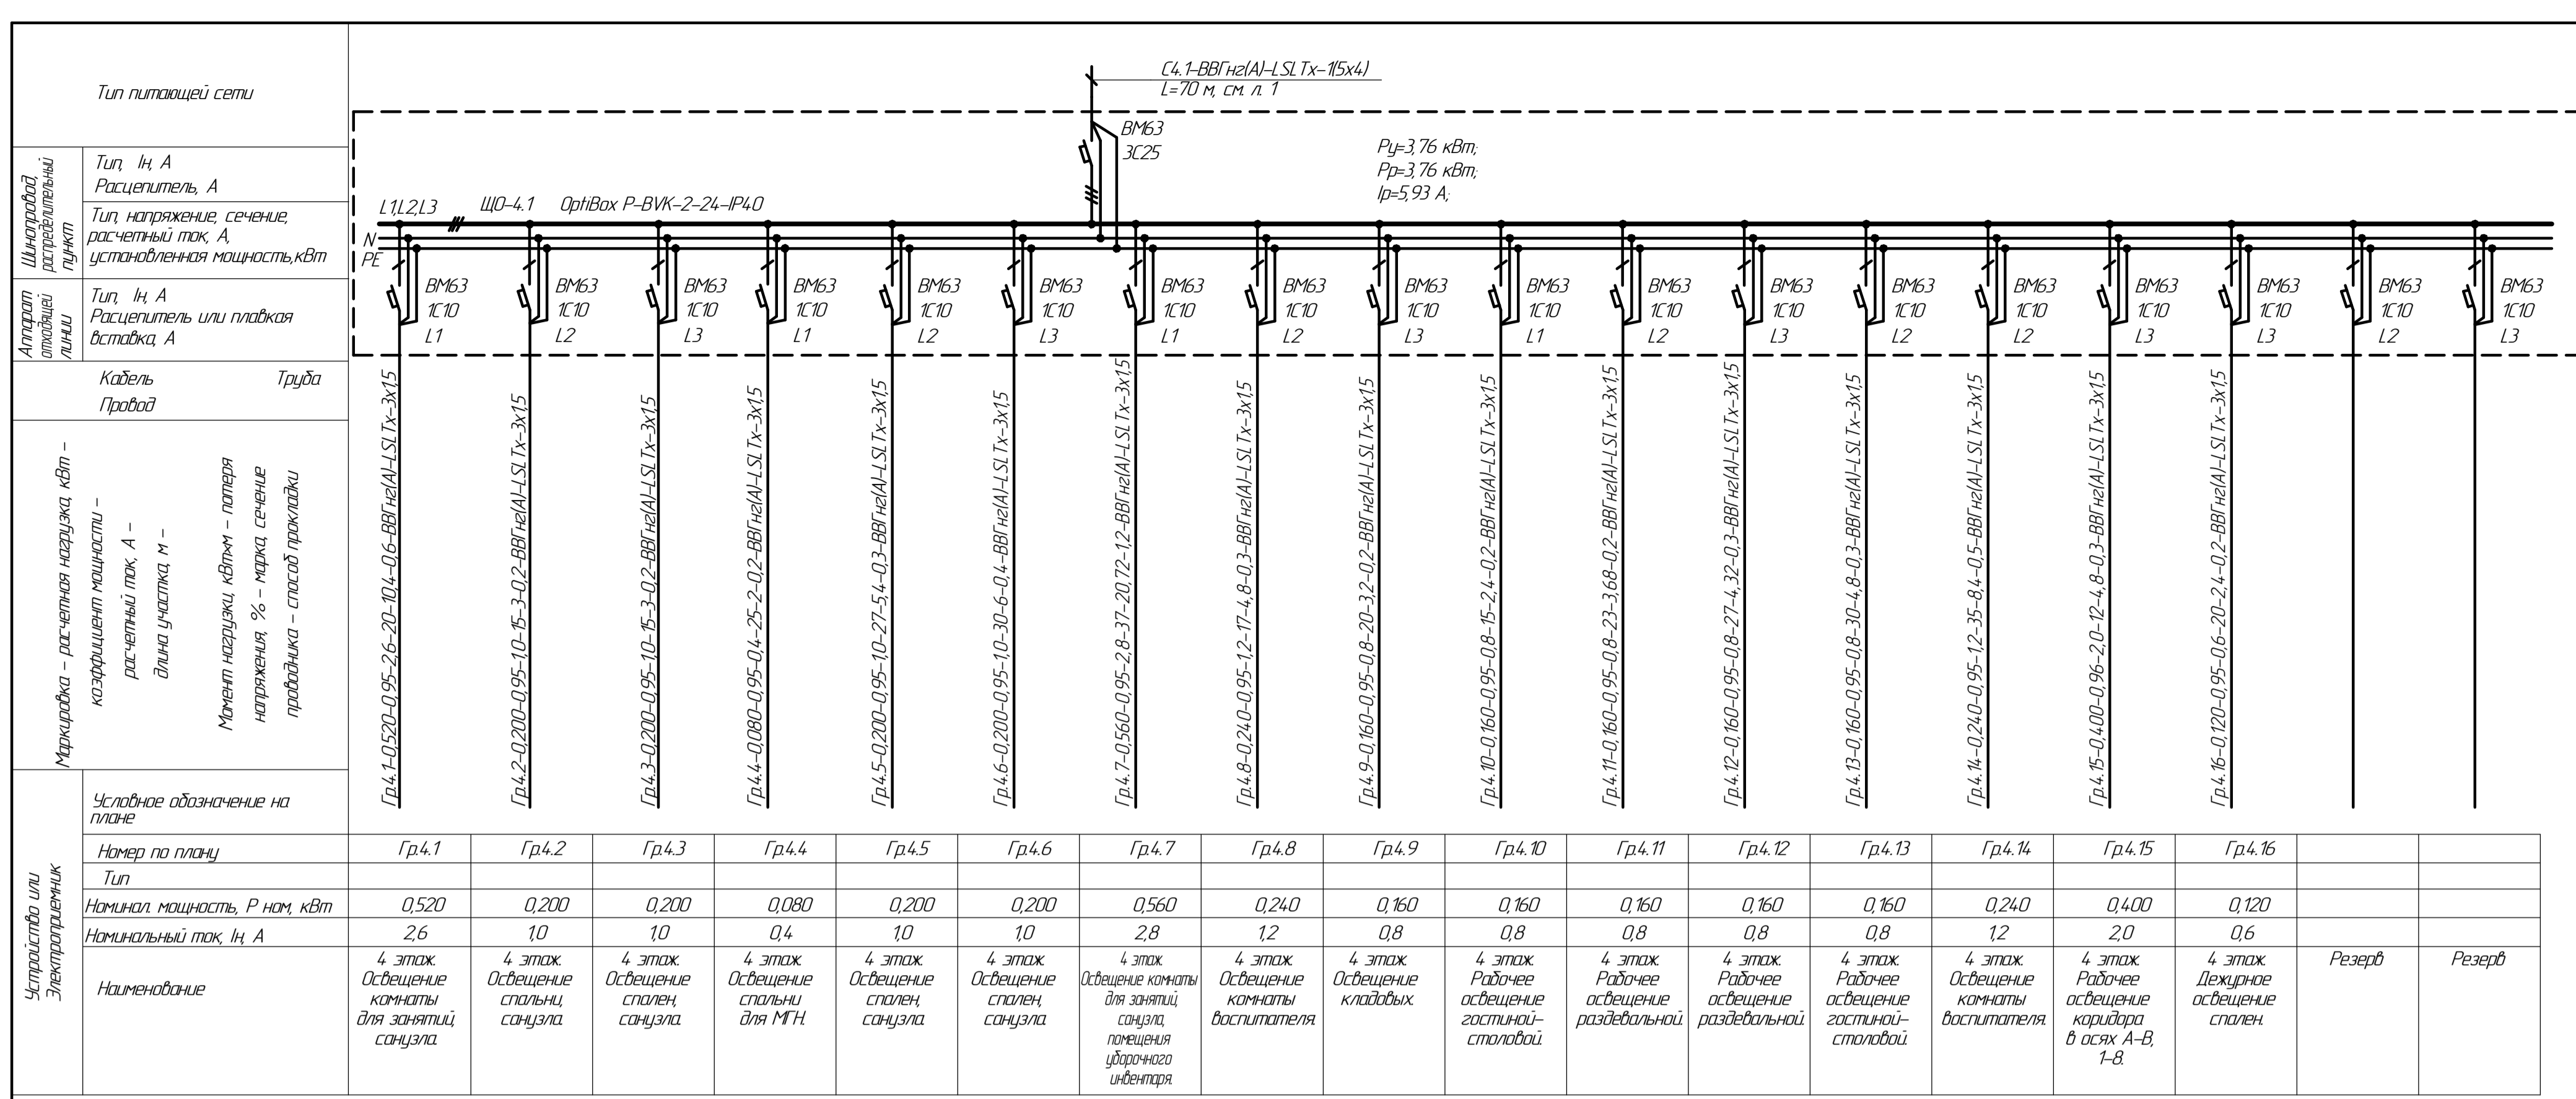 Тип питающей сети
С4.1-ВВГнг(А)-LSLTx-1(5х4)
L=70 м, см. л. 1
Шинопровод,
распределительный
пункт
Тип, Iн, А
Расцепитель, А
Тип, напряжение, сечение,
расчетный ток, А,
установленная мощность,кВт
ВМ63
3С25
Ру=3,76 кВт;
Рр=3,76 кВт;
Iр=5,93 А;
L1,L2,L3
ЩО-4.1 OptiBox P-BVK-2-24-IP40
N
PE
Аппарат
отходящей
линии
Тип, Iн, А
Расцепитель или плавкая
вставка, А
ВМ63
1С10
L1
ВМ63
1С10
L2
ВМ63
1С10
L3
ВМ63
1С10
L1
ВМ63
1С10
L2
ВМ63
1С10
L3
ВМ63
1С10
L1
ВМ63
1С10
L2
ВМ63
1С10
L3
ВМ63
1С10
L1
ВМ63
1С10
L2
ВМ63
1С10
L3
ВМ63
1С10
L2
ВМ63
1С10
L2
ВМ63
1С10
L3
ВМ63
1С10
L3
ВМ63
1С10
L2
ВМ63
1С10
L3
Кабель Труба
Провод
Маркировка - расчетная нагрузка, кВт -
коэффициент мощности -
расчетный ток, А -
длина участка, м -
Момент нагрузки, кВт×м - потеря
напряжения, % - марка, сечение
проводника - способ прокладки
Гр.4.1-0,520-0,95-2,6-20-10,4-0,6-ВВГнг(А)-LSLTx-3х1,5
Гр.4.2-0,200-0,95-1,0-15-3-0,2-ВВГнг(А)-LSLTx-3х1,5
Гр.4.3-0,200-0,95-1,0-15-3-0,2-ВВГнг(А)-LSLTx-3х1,5
Гр.4.4-0,080-0,95-0,4-25-2-0,2-ВВГнг(А)-LSLTx-3х1,5
Гр.4.5-0,200-0,95-1,0-27-5,4-0,3-ВВГнг(А)-LSLTx-3х1,5
Гр.4.6-0,200-0,95-1,0-30-6-0,4-ВВГнг(А)-LSLTx-3х1,5
Гр.4.7-0,560-0,95-2,8-37-20,72-1,2-ВВГнг(А)-LSLTx-3х1,5
Гр.4.8-0,240-0,95-1,2-17-4,8-0,3-ВВГнг(А)-LSLTx-3х1,5
Гр.4.9-0,160-0,95-0,8-20-3,2-0,2-ВВГнг(А)-LSLTx-3х1,5
Гр.4.10-0,160-0,95-0,8-15-2,4-0,2-ВВГнг(А)-LSLTx-3х1,5
Гр.4.11-0,160-0,95-0,8-23-3,68-0,2-ВВГнг(А)-LSLTx-3х1,5
Гр.4.12-0,160-0,95-0,8-27-4,32-0,3-ВВГнг(А)-LSLTx-3х1,5
Гр.4.13-0,160-0,95-0,8-30-4,8-0,3-ВВГнг(А)-LSLTx-3х1,5
Гр.4.14-0,240-0,95-1,2-35-8,4-0,5-ВВГнг(А)-LSLTx-3х1,5
Гр.4.15-0,400-0,96-2,0-12-4,8-0,3-ВВГнг(А)-LSLTx-3х1,5
Гр.4.16-0,120-0,95-0,6-20-2,4-0,2-ВВГнг(А)-LSLTx-3х1,5
Устройство или
Электроприемник
Условное обозначение на
плане
Номер по плану Гр.4.1 Гр.4.2 Гр.4.3 Гр.4.4 Гр.4.5 Гр.4.6 Гр.4.7 Гр.4.8 Гр.4.9 Гр.4.10 Гр.4.11 Гр.4.12 Гр.4.13 Гр.4.14 Гр.4.15 Гр.4.16
Тип
Номинал. мощность, Р ном, кВт 0,520 0,200 0,200 0,080 0,200 0,200 0,560 0,240 0,160 0,160 0,160 0,160 0,160 0,240 0,400 0,120
Номинальный ток, Iн, А 2,6 1,0 1,0 0,4 1,0 1,0 2,8 1,2 0,8 0,8 0,8 0,8 0,8 1,2 2,0 0,6
Наименование
4 этаж.
Освещение
комнаты
для занятий,
санузла.
4 этаж.
Освещение
спальни,
санузла.
4 этаж.
Освещение
спален,
санузла.
4 этаж.
Освещение
спальни
для МГН.
4 этаж.
Освещение
спален,
санузла.
4 этаж.
Освещение
спален,
санузла.
4 этаж.
Освещение комнаты
для занятий,
санузла,
помещения
уборочного
инвентаря.
4 этаж.
Освещение
комнаты
воспитателя.
4 этаж.
Освещение
кладовых.
4 этаж.
Рабочее
освещение
гостиной-
столовой.
4 этаж.
Рабочее
освещение
раздевальной.
4 этаж.
Рабочее
освещение
раздевальной.
4 этаж.
Рабочее
освещение
гостиной-
столовой.
4 этаж.
Освещение
комнаты
воспитателя.
4 этаж.
Рабочее
освещение
коридора
в осях А-В,
1-8.
4 этаж.
Дежурное
освещение
спален.
Резерв
Резерв